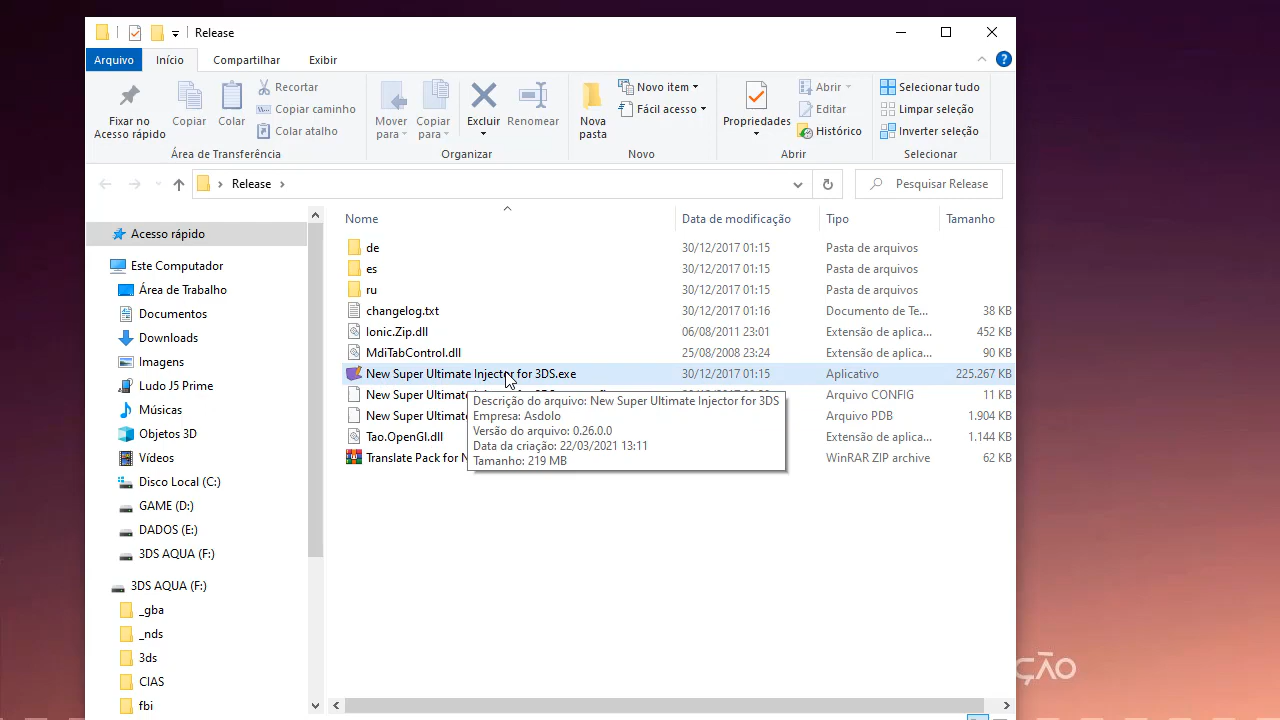 Release
Arquivo Início Compartilhar Exibir
Fixar no Acesso rápido
Copiar
Colar
Recortar
Copiar caminho
Colar atalho
Área de Transferência
Mover para
Copiar para
Excluir
Renomear
Organizar
Nova pasta
Novo item
Fácil acesso
Novo
Propriedades
Abrir
Editar
Histórico
Abrir
Selecionar tudo
Limpar seleção
Inverter seleção
Selecionar
Release
Pesquisar Release
Acesso rápido
Este Computador
Área de Trabalho
Documentos
Downloads
Imagens
Ludo J5 Prime
Músicas
Objetos 3D
Vídeos
Disco Local (C:)
GAME (D:)
DADOS (E:)
3DS AQUA (F:)
3DS AQUA (F:)
_gba
_nds
3ds
CIAS
fbi
Nome Data de modificação Tipo Tamanho
de 30/12/2017 01:15 Pasta de arquivos
es 30/12/2017 01:15 Pasta de arquivos
ru 30/12/2017 01:15 Pasta de arquivos
changelog.txt 30/12/2017 01:16 Documento de Te... 38 KB
Ionic.Zip.dll 06/08/2011 23:01 Extensão de aplica... 452 KB
MdiTabControl.dll 25/08/2008 23:24 Extensão de aplica... 90 KB
New Super Ultimate Injector for 3DS.exe 30/12/2017 01:15 Aplicativo 225.267 KB
New Super Ultimate Arquivo CONFIG 11 KB
New Super Ultimate Arquivo PDB 1.904 KB
Tao.OpenGl.dll Extensão de aplica... 1.144 KB
Translate Pack for WinRAR ZIP archive 62 KB
Descrição do arquivo: New Super Ultimate Injector for 3DS
Empresa: Asdolo
Versão do arquivo: 0.26.0.0
Data da criação: 22/03/2021 13:11
Tamanho: 219 MB
ÇÃO